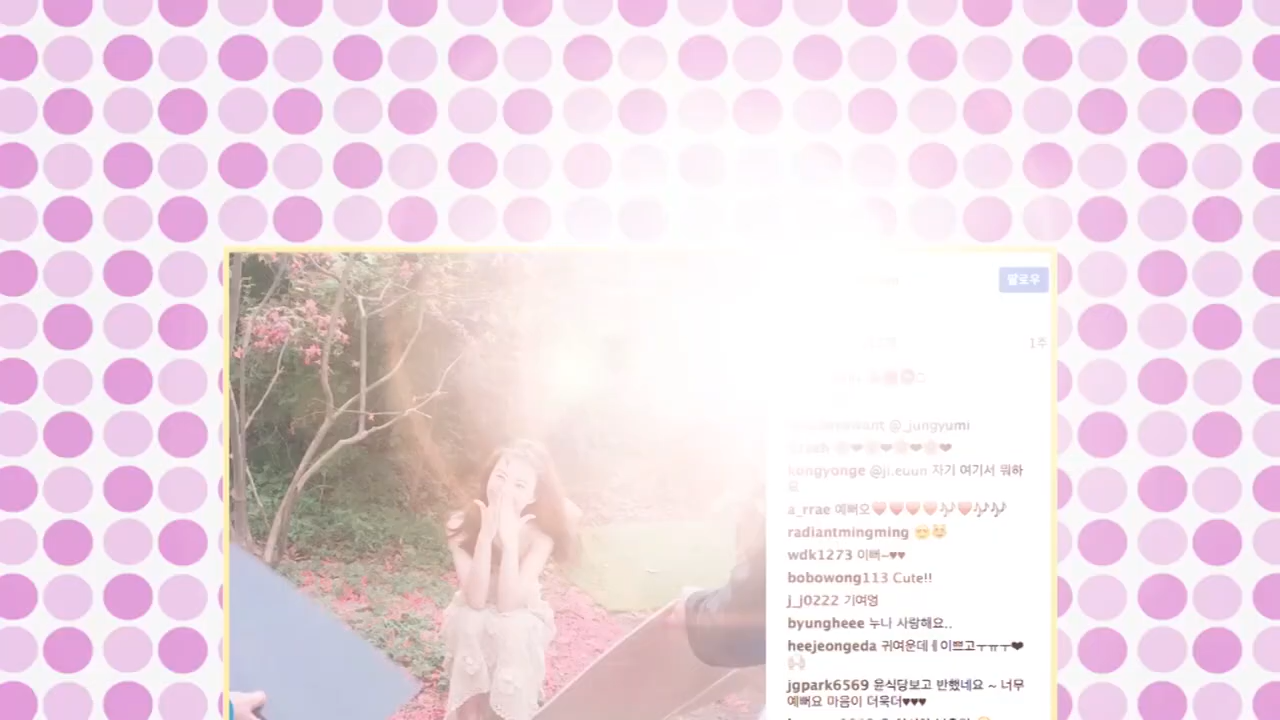 팔로우
1주
@_jungyumi
kongyonge @ji.euun 자기 여기서 뭐하
요
a_rrae 예뻐오
radiantmingming
wdk1273 이뻐~♥♥
bobowong113 Cute!!
j_j0222 기여엉
byungheee 누나 사랑해요..
heejeongeda 귀여운데ㅔ이쁘고ㅜㅠㅜ❤
jgpark6569 윤식당보고 반했네요 ~ 너무
예뻐요 마음이 더욱더♥♥♥